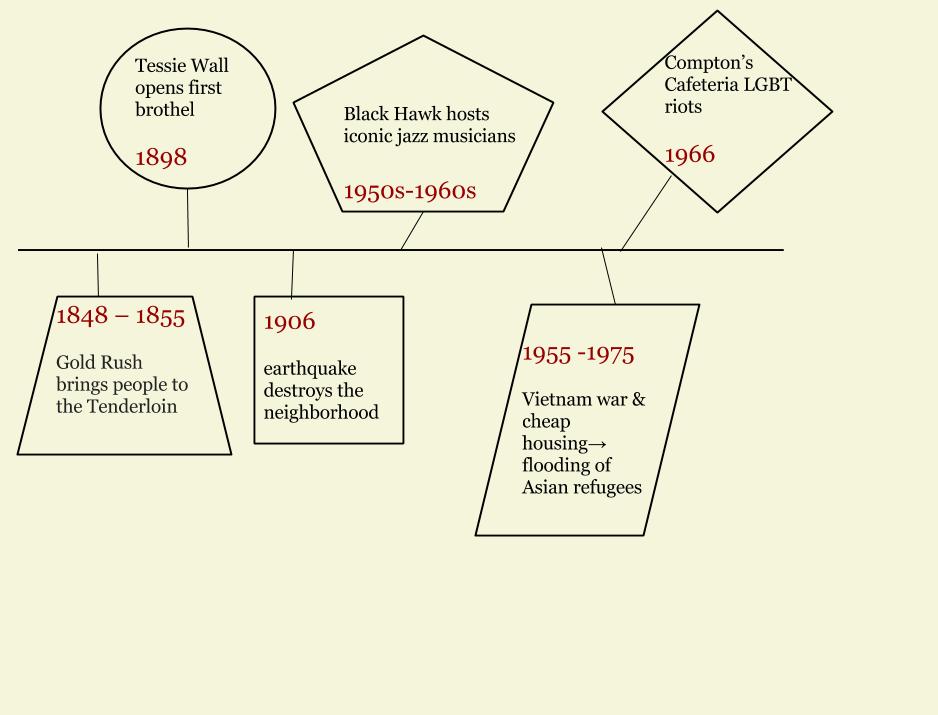 Tessie Wall
opens first
brothel
1898
Black Hawk hosts
iconic jazz musicians
1950s-1960s
Compton’s
Cafeteria LGBT
riots
1966
1848 – 1855
Gold Rush
brings people to
the Tenderloin
1906
earthquake
destroys the
neighborhood
1955 -1975
Vietnam war &
cheap
housing→
flooding of
Asian refugees